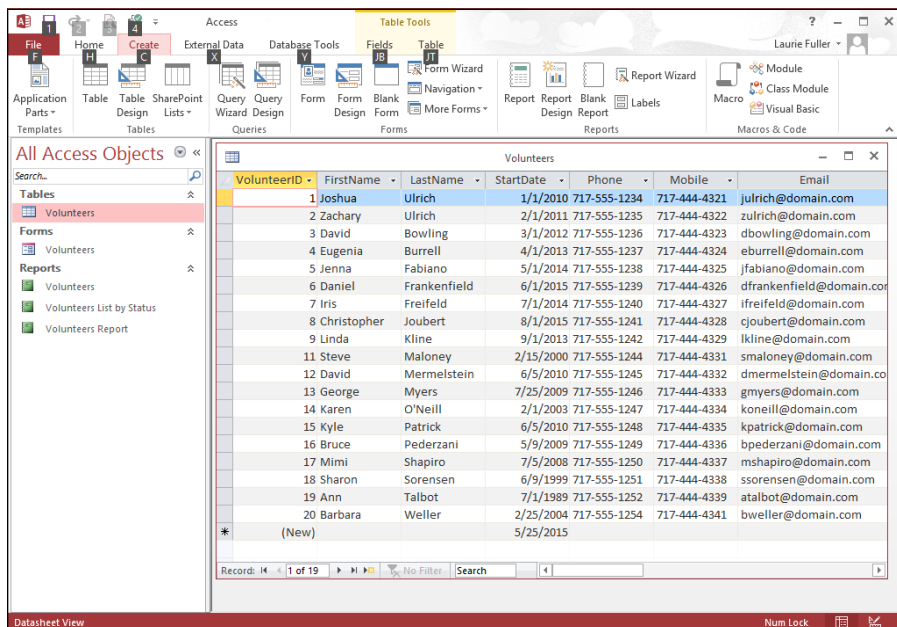 1 2 3 4 Access Table Tools ?
File Home Create External Data Database Tools Fields Table Laurie Fuller
F H C X Y JB JT
Application Parts Table Table Design SharePoint Lists Query Wizard Query Design Form Form Design Blank Form Form Wizard Navigation More Forms Report Report Design Blank Report Report Wizard Labels Macro Module Class Module Visual Basic
Templates Tables Queries Forms Reports Macros & Code
All Access Objects
Search...
Tables
Volunteers
Forms
Volunteers
Reports
Volunteers
Volunteers List by Status
Volunteers Report
Volunteers
VolunteerID FirstName LastName StartDate Phone Mobile Email
1 Joshua Ulrich 1/1/2010 717-555-1234 717-444-4321 julrich@domain.com
2 Zachary Ulrich 2/1/2011 717-555-1235 717-444-4322 zulrich@domain.com
3 David Bowling 3/1/2012 717-555-1236 717-444-4323 dbowling@domain.com
4 Eugenia Burrell 4/1/2013 717-555-1237 717-444-4324 eburrell@domain.com
5 Jenna Fabiano 5/1/2014 717-555-1238 717-444-4325 jfabiano@domain.com
6 Daniel Frankenfield 6/1/2015 717-555-1239 717-444-4326 dfrankenfield@domain.com
7 Iris Freifeld 7/1/2014 717-555-1240 717-444-4327 ifreifeld@domain.com
8 Christopher Joubert 8/1/2015 717-555-1241 717-444-4328 cjoubert@domain.com
9 Linda Kline 9/1/2013 717-555-1242 717-444-4329 lkline@domain.com
11 Steve Maloney 2/15/2000 717-555-1244 717-444-4331 smaloney@domain.com
12 David Mermelstein 6/5/2010 717-555-1245 717-444-4332 dmermelstein@domain.co
13 George Myers 7/25/2009 717-555-1246 717-444-4333 gmyers@domain.com
14 Karen O'Neill 2/1/2003 717-555-1247 717-444-4334 koneill@domain.com
15 Kyle Patrick 6/5/2010 717-555-1248 717-444-4335 kpatrick@domain.com
16 Bruce Pederzani 5/9/2009 717-555-1249 717-444-4336 bpederzani@domain.com
17 Mimi Shapiro 7/5/2008 717-555-1250 717-444-4337 mshapiro@domain.com
18 Sharon Sorensen 6/9/1999 717-555-1251 717-444-4338 ssorensen@domain.com
19 Ann Talbot 7/1/1989 717-555-1252 717-444-4339 atalbot@domain.com
20 Barbara Weller 2/25/2004 717-555-1254 717-444-4341 bweller@domain.com
* (New) 5/25/2015
Record: 1 of 19 No Filter Search
Datasheet View Num Lock